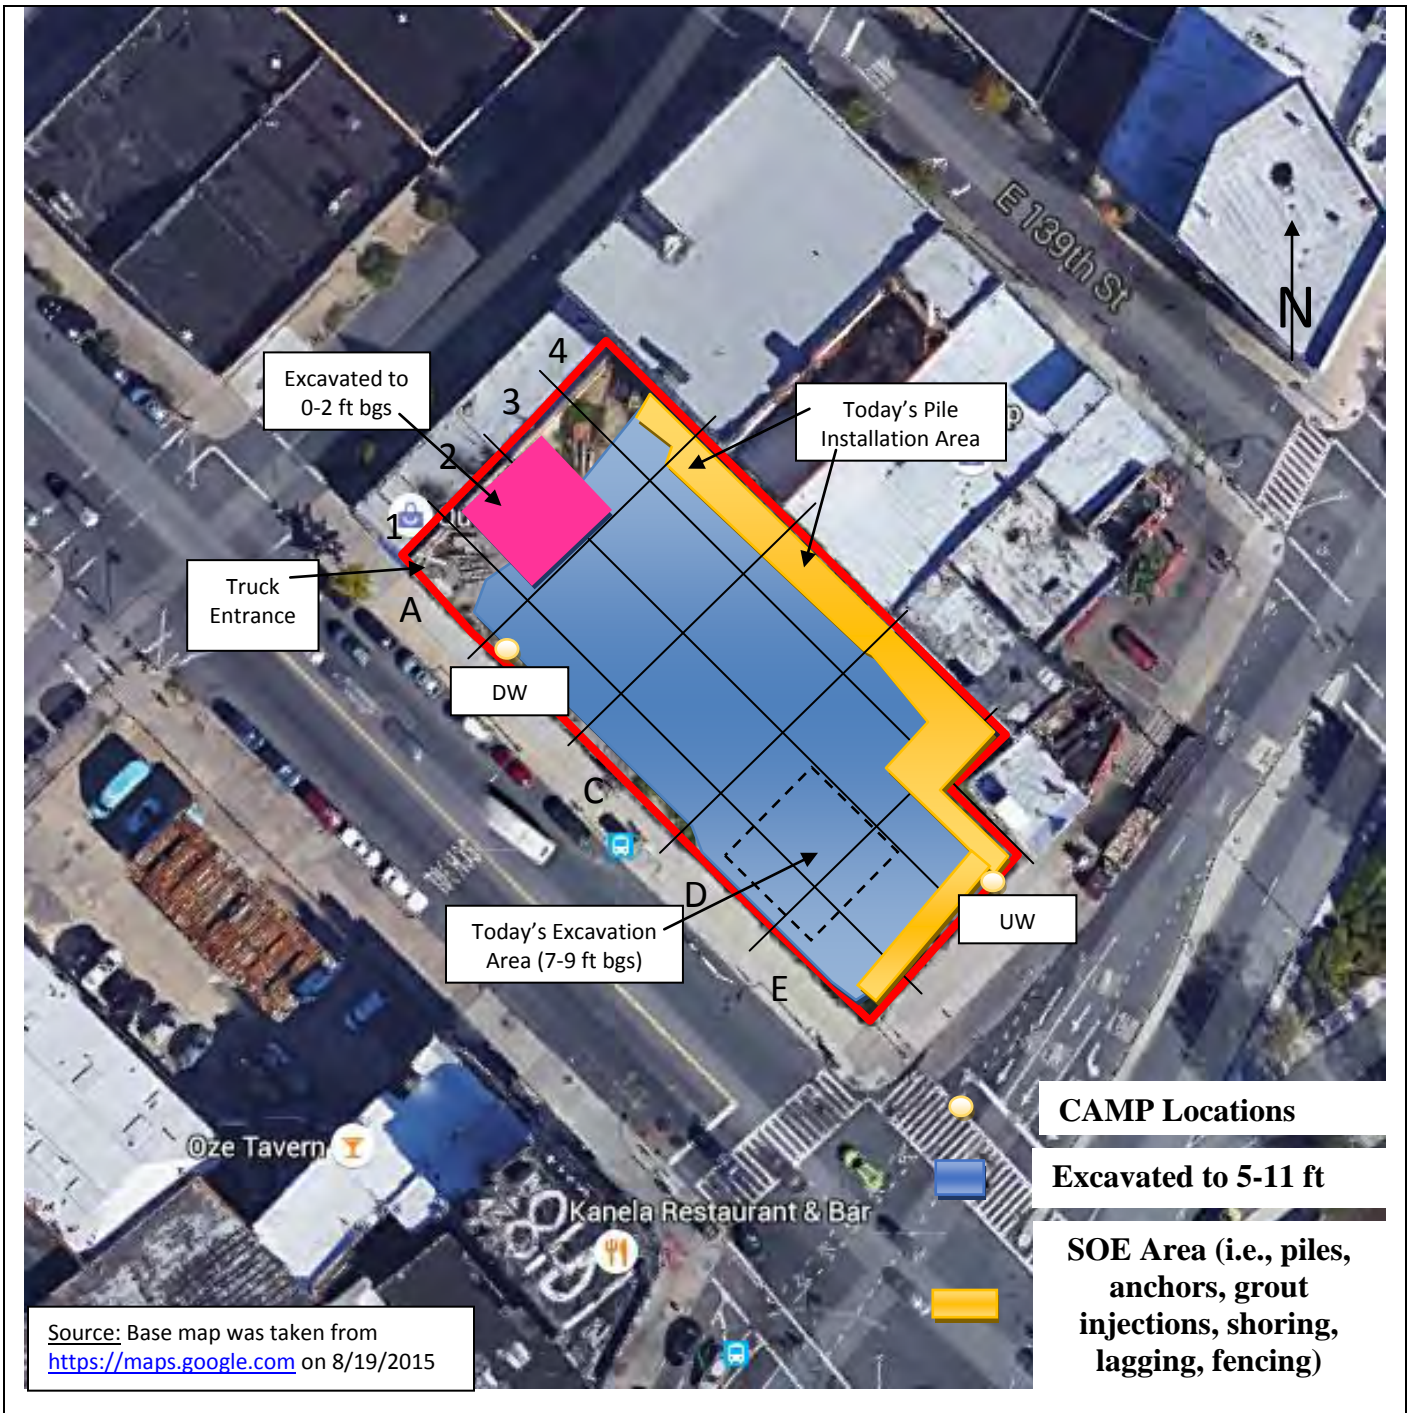 E 139th St
N
4
Excavated to
0-2 ft bgs
3
Today's Pile
Installation Area
2
1
Truck
Entrance
A
DW
C
D
Today's Excavation
Area (7-9 ft bgs)
UW
E
CAMP Locations
Oze Tavern
Excavated to 5-11 ft
Kanela Restaurant & Bar
SOE Area (i.e., piles,
anchors, grout
injections, shoring,
lagging, fencing)
Source: Base map was taken from
https://maps.google.com on 8/19/2015